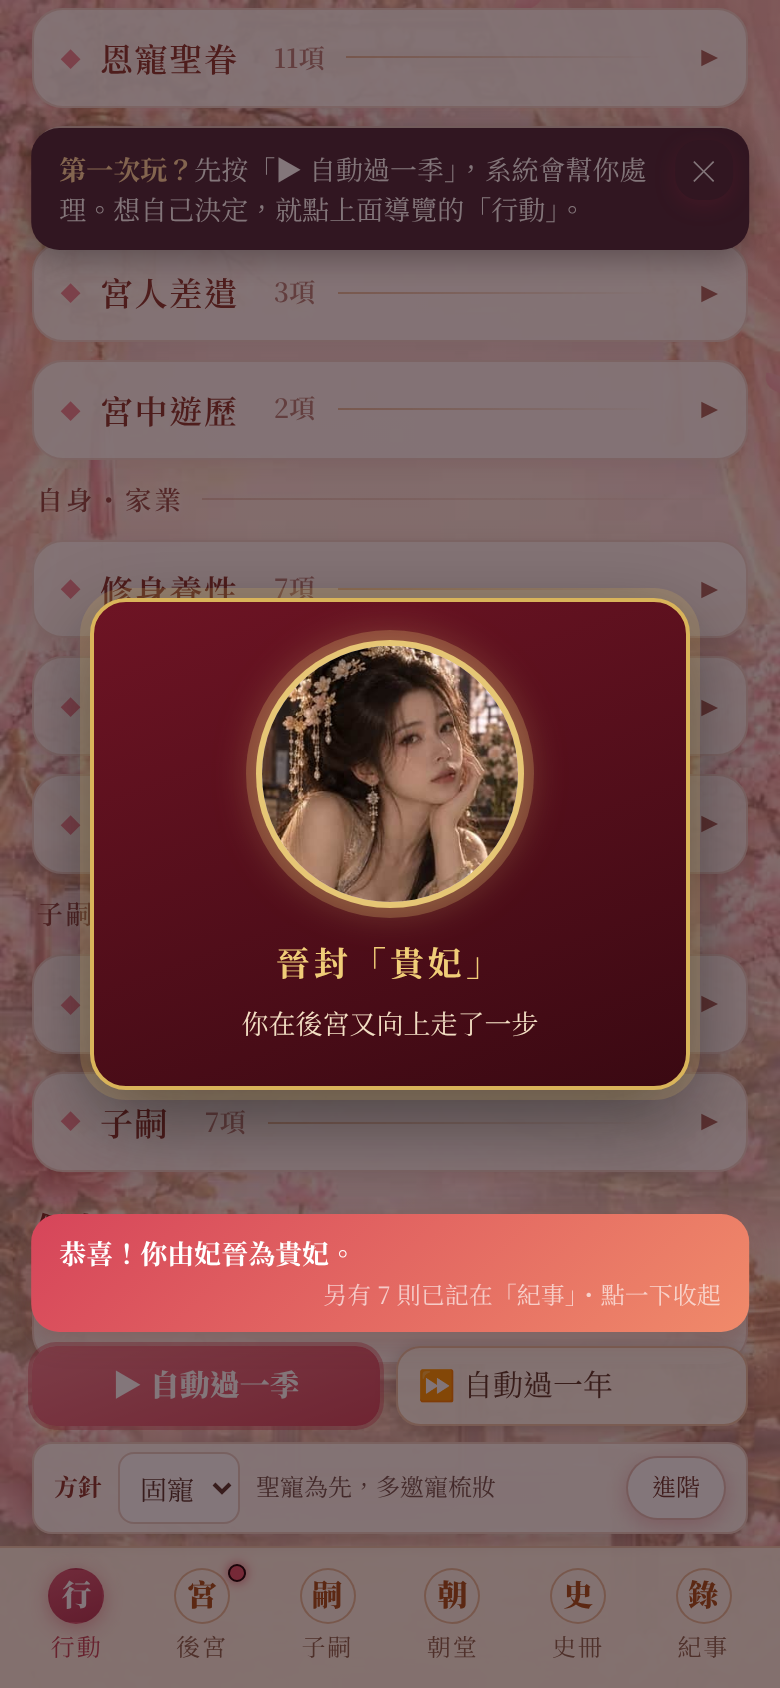 恩寵聖眷 11項
第一次玩？先按「▶ 自動過一季」，系統會幫你處
理。想自己決定，就點上面導覽的「行動」。
宮人差遣 3項
宮中遊歷 2項
自身・家業
修身養性 7項
晉封「貴妃」
你在後宮又向上走了一步
子嗣
子嗣 7項
恭喜！你由妃晉為貴妃。
另有 7 則已記在「紀事」・點一下收起
▶ 自動過一季
⏩ 自動過一年
方針 固寵 聖寵為先，多邀寵梳妝 進階
行 宮 嗣 朝 史 錄
行動 後宮 子嗣 朝堂 史冊 紀事